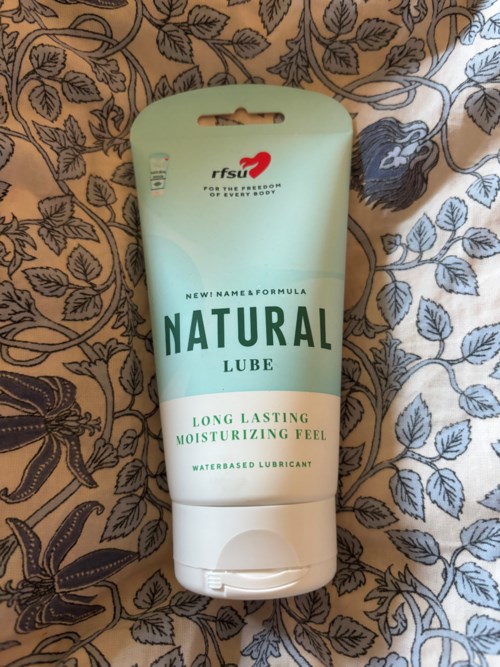 rfsu
FOR THE FREEDOM
OF EVERY BODY
NEW! NAME & FORMULA
NATURAL
LUBE
LONG LASTING
MOISTURIZING FEEL
WATERBASED LUBRICANT